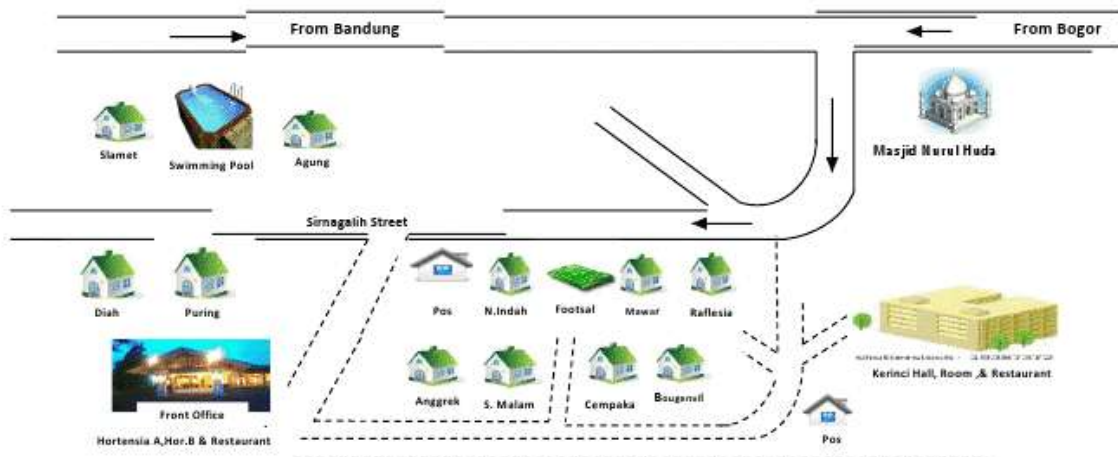 From Bandung
From Bogor
Slamet
Swimming Pool
Agung
Masjid Nurul Huda
Sirnagalih Street
Diah
Puring
Pos
N.Indah
Footsal
Mawar
Raflesia
Kerinci Hall, Room ,& Restaurant
Front Office
Hortensia A,Hor.B & Restaurant
Anggrek
S. Malam
Cempaka
Bougenvil
Pos